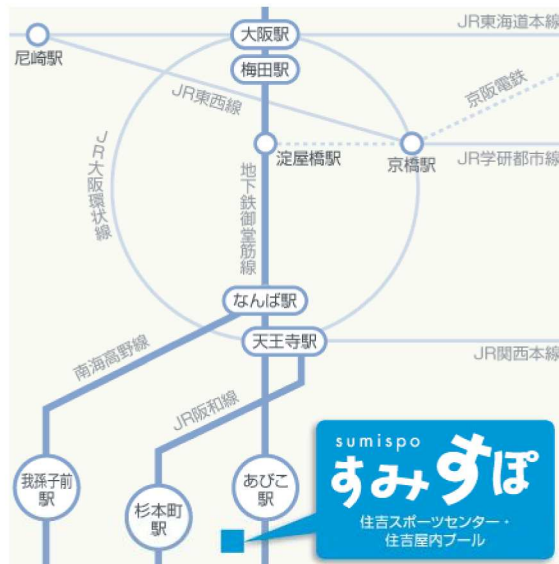 JR東海道本線
大阪駅
尼崎駅
梅田駅
JR東西線
京阪電鉄
JR大阪環状線
淀屋橋駅
京橋駅
JR学研都市線
地下鉄御堂筋線
なんば駅
天王寺駅
南海高野線
JR関西本線
JR阪和線
sumispo
すみすぽ
住吉スポーツセンター・
住吉屋内プール
我孫子前
駅
杉本町
駅
あびこ
駅